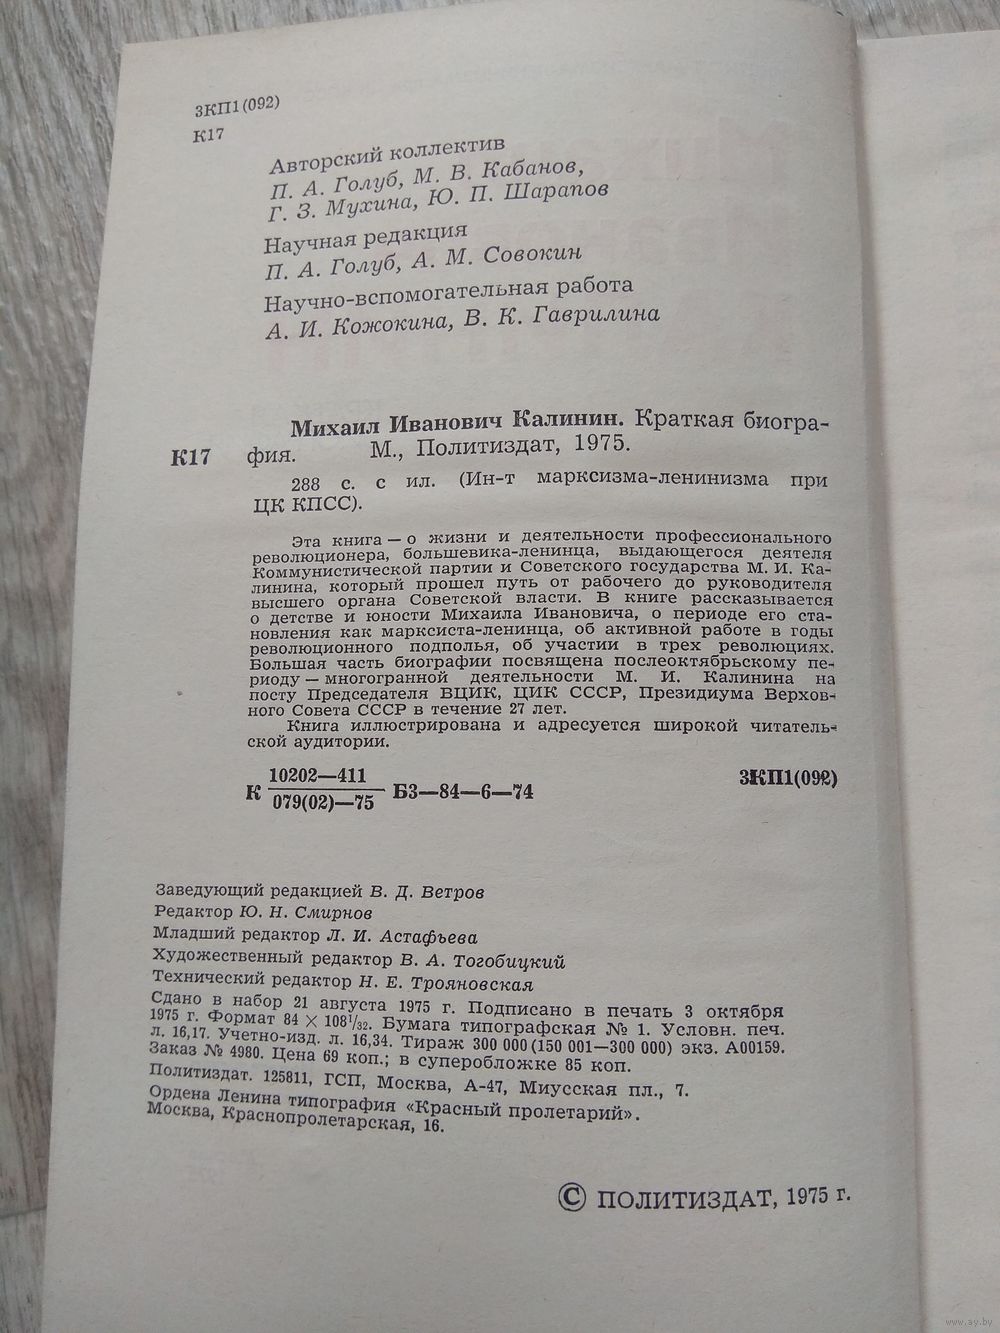 3КП1(092)
К17
Авторский коллектив
П. А. Голуб, М. В. Кабанов,
Г. З. Мухина, Ю. П. Шарапов
Научная редакция
П. А. Голуб, А. М. Совокин
Научно-вспомогательная работа
А. И. Кожокина, В. К. Гаврилина
Михаил Иванович Калинин. Краткая биогра-
К17 фия. М., Политиздат, 1975.
288 с. с ил. (Ин-т марксизма-ленинизма при
ЦК КПСС).
Эта книга — о жизни и деятельности профессионального
революционера, большевика-ленинца, выдающегося деятеля
Коммунистической партии и Советского государства М. И. Ка-
линина, который прошел путь от рабочего до руководителя
высшего органа Советской власти. В книге рассказывается
о детстве и юности Михаила Ивановича, о периоде его ста-
новления как марксиста-ленинца, об активной работе в годы
революционного подполья, об участии в трех революциях.
Большая часть биографии посвящена послеоктябрьскому пе-
риоду — многогранной деятельности М. И. Калинина на
посту Председателя ВЦИК, ЦИК СССР, Президиума Верхов-
ного Совета СССР в течение 27 лет.
Книга иллюстрирована и адресуется широкой читатель-
ской аудитории.
К 10202—411
079(02)—75 БЗ—84—6—74 3КП1(092)
Заведующий редакцией В. Д. Ветров
Редактор Ю. Н. Смирнов
Младший редактор Л. И. Астафьева
Художественный редактор В. А. Тогобицкий
Технический редактор Н. Е. Трояновская
Сдано в набор 21 августа 1975 г. Подписано в печать 3 октября
1975 г. Формат 84 × 108¹/₃₂. Бумага типографская № 1. Условн. печ.
л. 16,17. Учетно-изд. л. 16,34. Тираж 300 000 (150 001—300 000) экз. А00159.
Заказ № 4980. Цена 69 коп.; в суперобложке 85 коп.
Политиздат. 125811, ГСП, Москва, А-47, Миусская пл., 7.
Ордена Ленина типография «Красный пролетарий».
Москва, Краснопролетарская, 16.
© ПОЛИТИЗДАТ, 1975 г.
www.ay.by